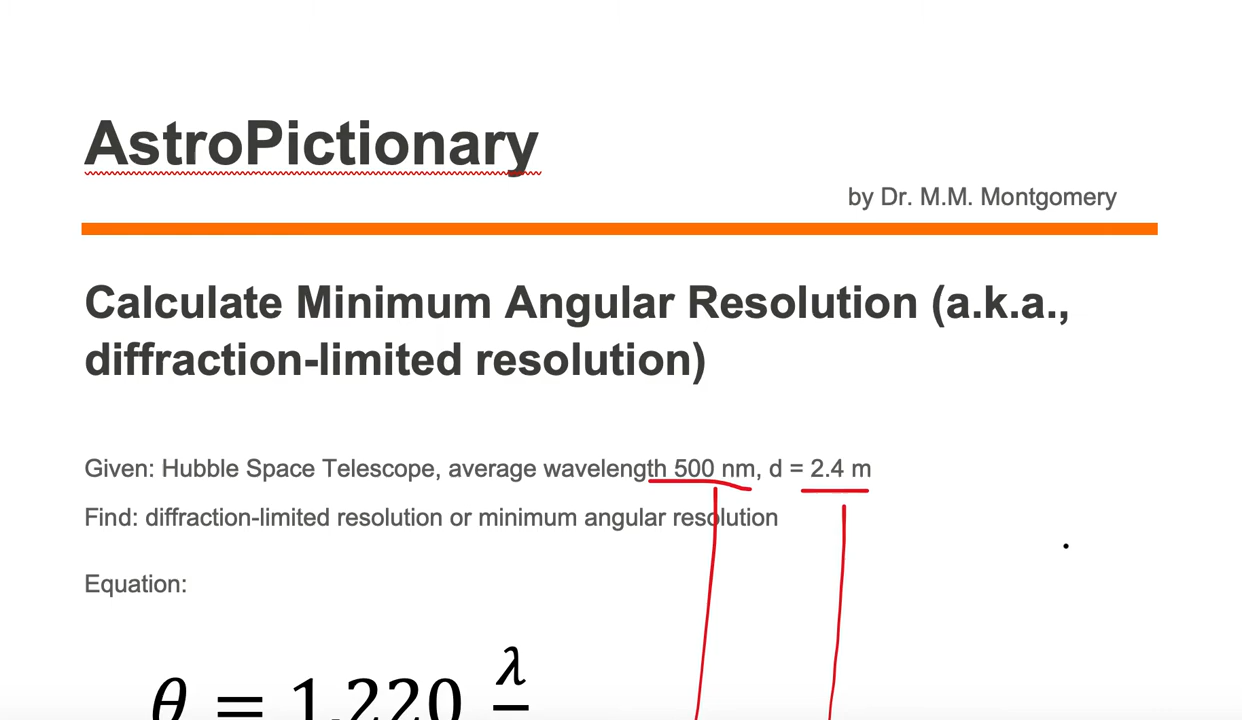 AstroPictionary
by Dr. M.M. Montgomery
Calculate Minimum Angular Resolution (a.k.a.,
diffraction-limited resolution)
Given: Hubble Space Telescope, average wavelength 500 nm, d = 2.4 m
Find: diffraction-limited resolution or minimum angular resolution
Equation:
θ = 1.220 λ